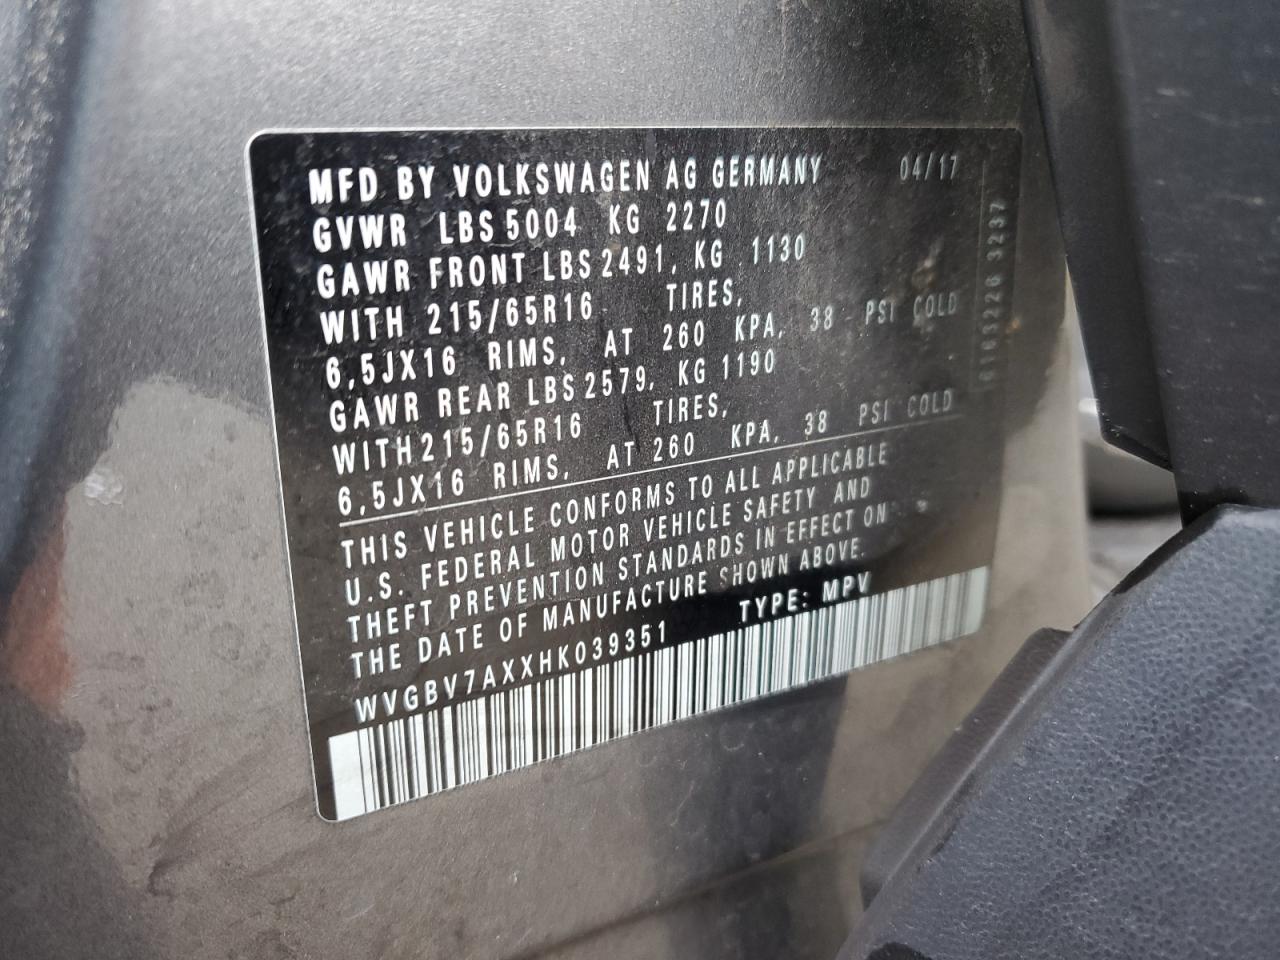 MFD BY VOLKSWAGEN AG GERMANY 04/17
GVWR LBS 5004 KG 2270
GAWR FRONT LBS 2491, KG 1130
WITH 215/65R16 TIRES,
6,5JX16 RIMS, AT 260 KPA, 38 PSI COLD
GAWR REAR LBS 2579, KG 1190
WITH 215/65R16 TIRES,
6,5JX16 RIMS, AT 260 KPA, 38 PSI COLD
THIS VEHICLE CONFORMS TO ALL APPLICABLE
U.S. FEDERAL MOTOR VEHICLE SAFETY AND
THEFT PREVENTION STANDARDS IN EFFECT ON
THE DATE OF MANUFACTURE SHOWN ABOVE.
WVGBV7AXXHK039351 TYPE: MPV
3237